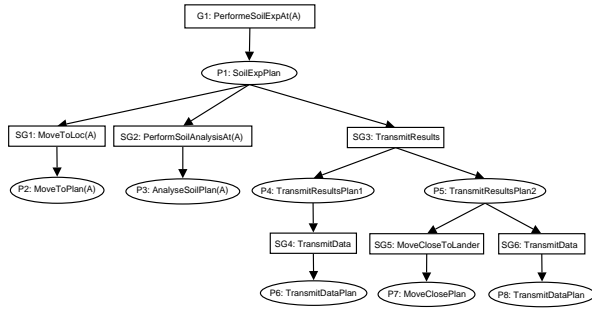 G1: PerformeSoilExpAt(A)
P1: SoilExpPlan
SG1: MoveToLoc(A)
SG2: PerformSoilAnalysisAt(A)
SG3: TransmitResults
P2: MoveToPlan(A)
P3: AnalyseSoilPlan(A)
P4: TransmitResultsPlan1
P5: TransmitResultsPlan2
SG4: TransmitData
SG5: MoveCloseToLander
SG6: TransmitData
P6: TransmitDataPlan
P7: MoveClosePlan
P8: TransmitDataPlan